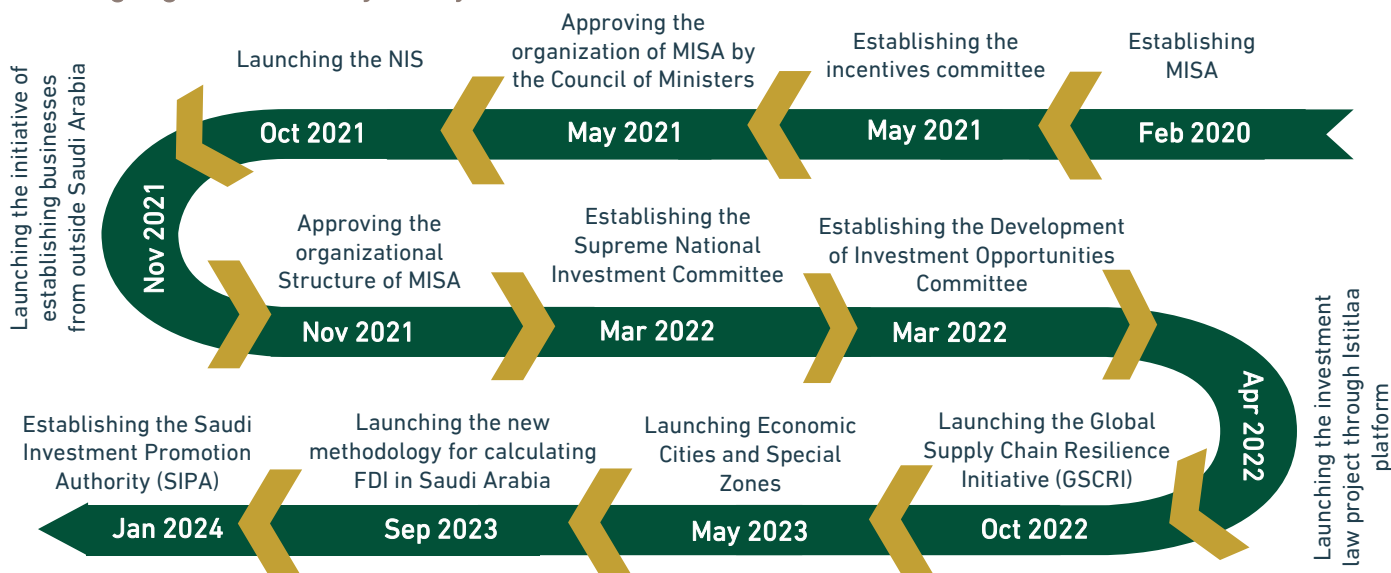 Establishing
MISA
Feb 2020
Establishing the
incentives committee
May 2021
Approving the
organization of MISA by
the Council of Ministers
May 2021
Launching the NIS
Oct 2021
Launching the initiative of
establishing businesses
from outside Saudi Arabia
Nov 2021
Approving the
organizational
Structure of MISA
Nov 2021
Establishing the
Supreme National
Investment Committee
Mar 2022
Establishing the Development
of Investment Opportunities
Committee
Mar 2022
Launching the investment
law project through Istitlaa
platform
Apr 2022
Launching the Global
Supply Chain Resilience
Initiative (GSCRI)
Oct 2022
Launching Economic
Cities and Special
Zones
May 2023
Launching the new
methodology for calculating
FDI in Saudi Arabia
Sep 2023
Establishing the Saudi
Investment Promotion
Authority (SIPA)
Jan 2024